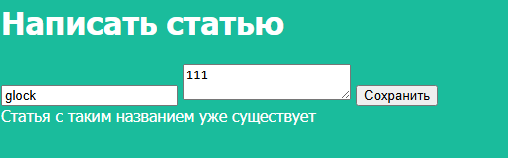 Написать статью
glock 111 Сохранить
Статья с таким названием уже существует